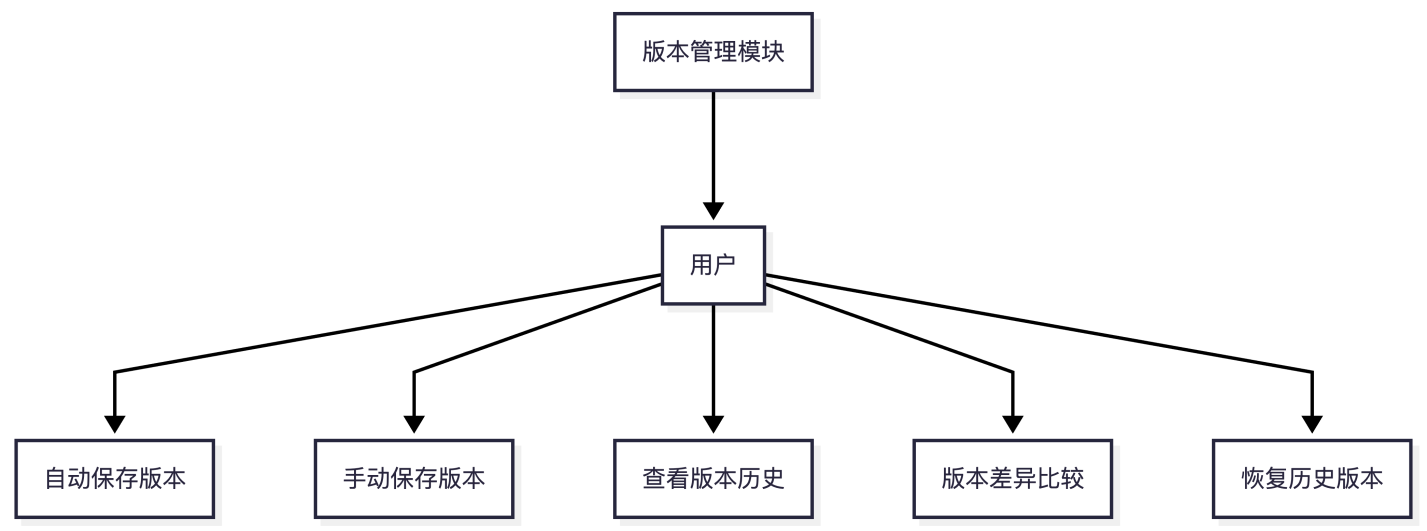 版本管理模块
用户
自动保存版本
手动保存版本
查看版本历史
版本差异比较
恢复历史版本